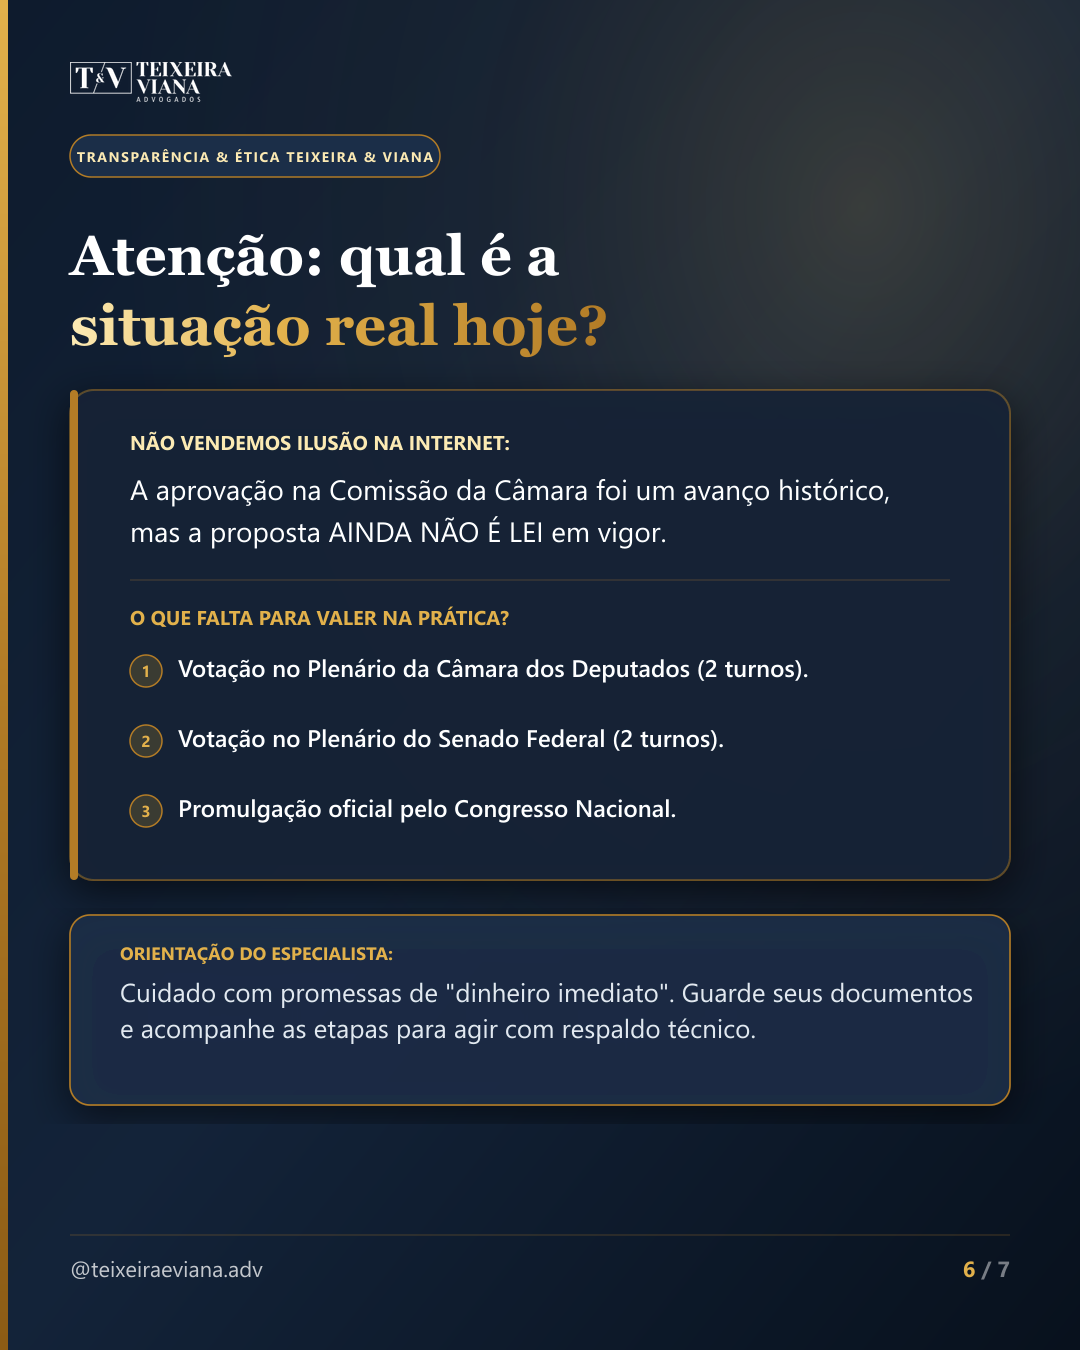 T&V TEIXEIRA
VIANA
ADVOGADOS
TRANSPARÊNCIA & ÉTICA TEIXEIRA & VIANA
Atenção: qual é a
situação real hoje?
NÃO VENDEMOS ILUSÃO NA INTERNET:
A aprovação na Comissão da Câmara foi um avanço histórico,
mas a proposta AINDA NÃO É LEI em vigor.
O QUE FALTA PARA VALER NA PRÁTICA?
1 Votação no Plenário da Câmara dos Deputados (2 turnos).
2 Votação no Plenário do Senado Federal (2 turnos).
3 Promulgação oficial pelo Congresso Nacional.
ORIENTAÇÃO DO ESPECIALISTA:
Cuidado com promessas de "dinheiro imediato". Guarde seus documentos
e acompanhe as etapas para agir com respaldo técnico.
@teixeiraeviana.adv
6 / 7